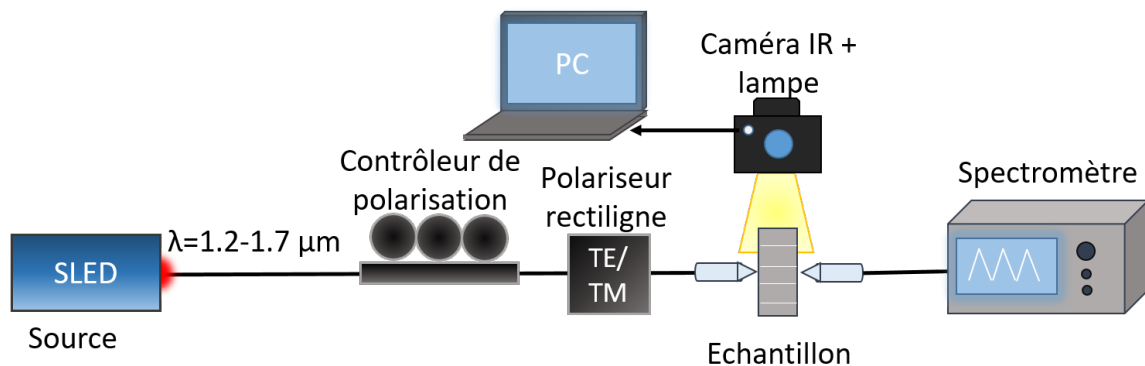 PC
Caméra IR +
lampe
Contrôleur de
polarisation
Polariseur
rectiligne
Spectromètre
λ=1.2-1.7 µm
SLED
TE/
TM
Source
Echantillon